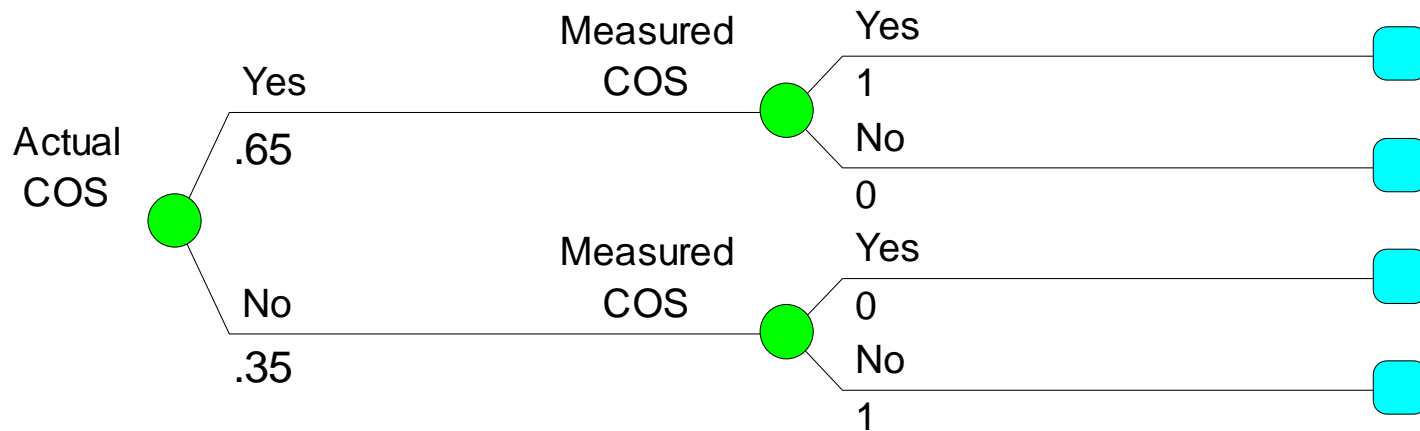 Actual
COS
Yes
.65
No
.35
Measured
COS
Yes
1
No
0
Measured
COS
Yes
0
No
1